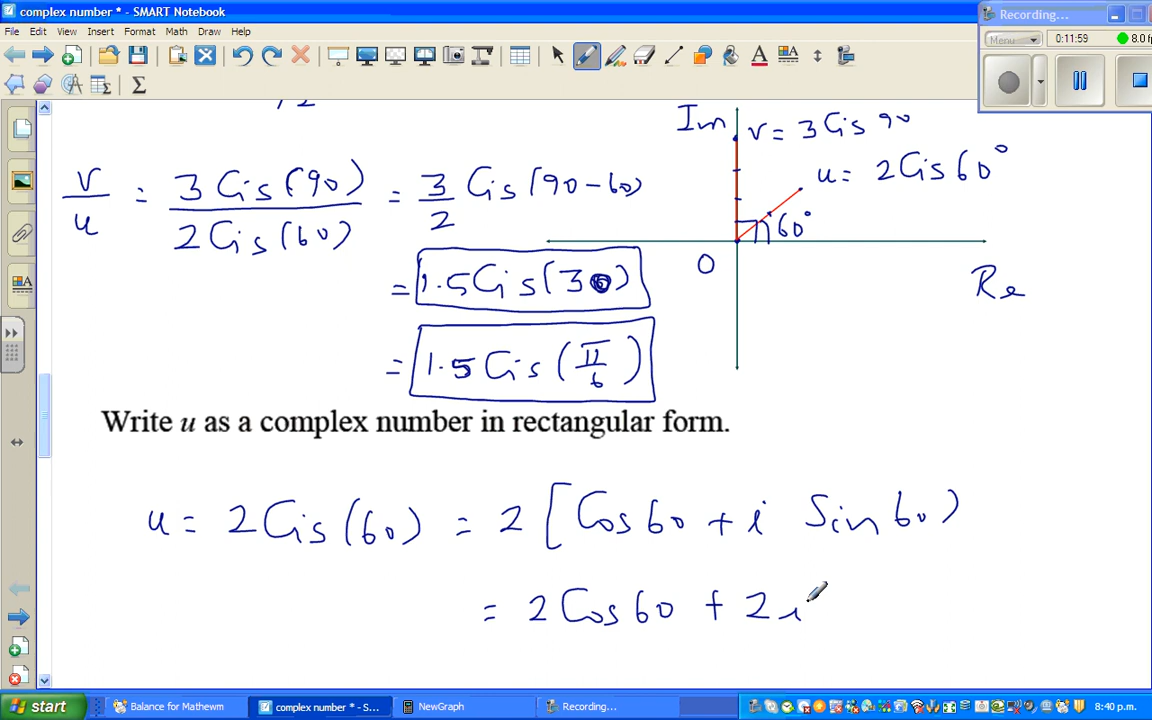 complex number * - SMART Notebook
Recording...
File Edit View Insert Format Math Draw Help
Menu 0:11:59 8.0 f
Im v = 3 Cis 90
u = 2 Cis 60°
v/u = 3 Cis (90) / 2 Cis (60) = 3/2 Cis (90 - 60)
60°
O
Re
= 1.5 Cis (30)
= 1.5 Cis (π/6)
Write u as a complex number in rectangular form.
u = 2 Cis (60) = 2 [Cos 60 + i Sin 60)
= 2 Cos 60 + 2 i
start Balance for Mathewm complex number * - S... NewGraph Recording... 8:40 p.m.